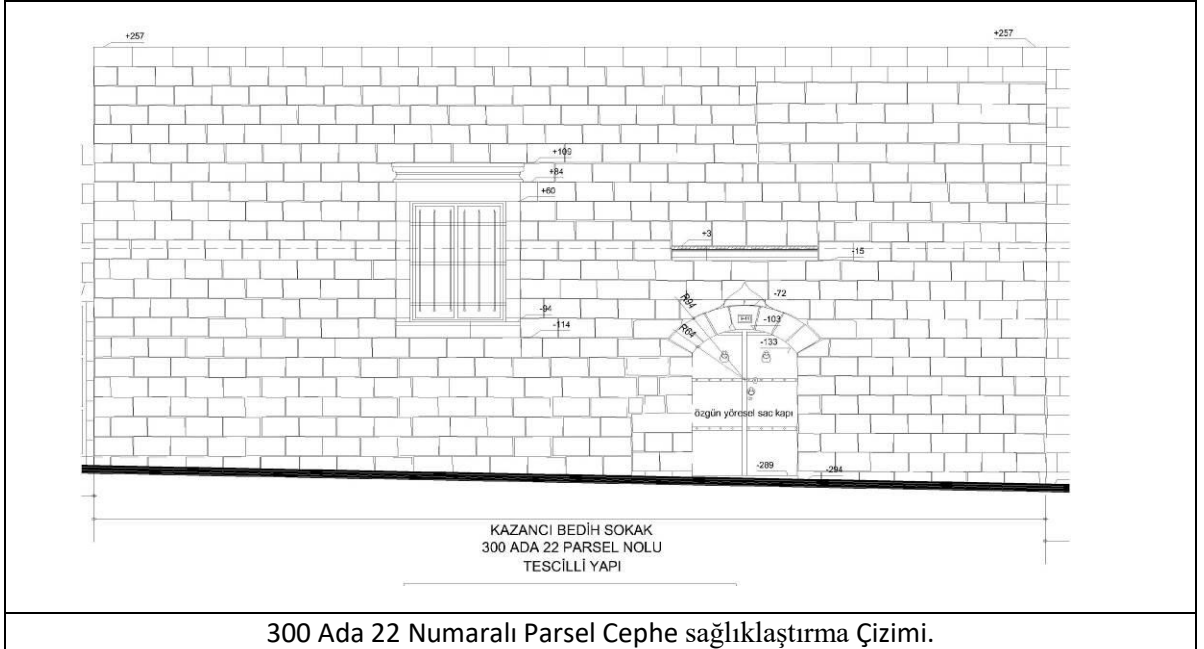 +257
+257
+109
+84
+60
+3
-15
-72
R94
-103
-94
-114
R64
-133
özgün yöresel sac kapı
-289
-294
KAZANCI BEDİH SOKAK
300 ADA 22 PARSEL NOLU
TESCİLLİ YAPI
300 Ada 22 Numaralı Parsel Cephe sağlıklaştırma Çizimi.